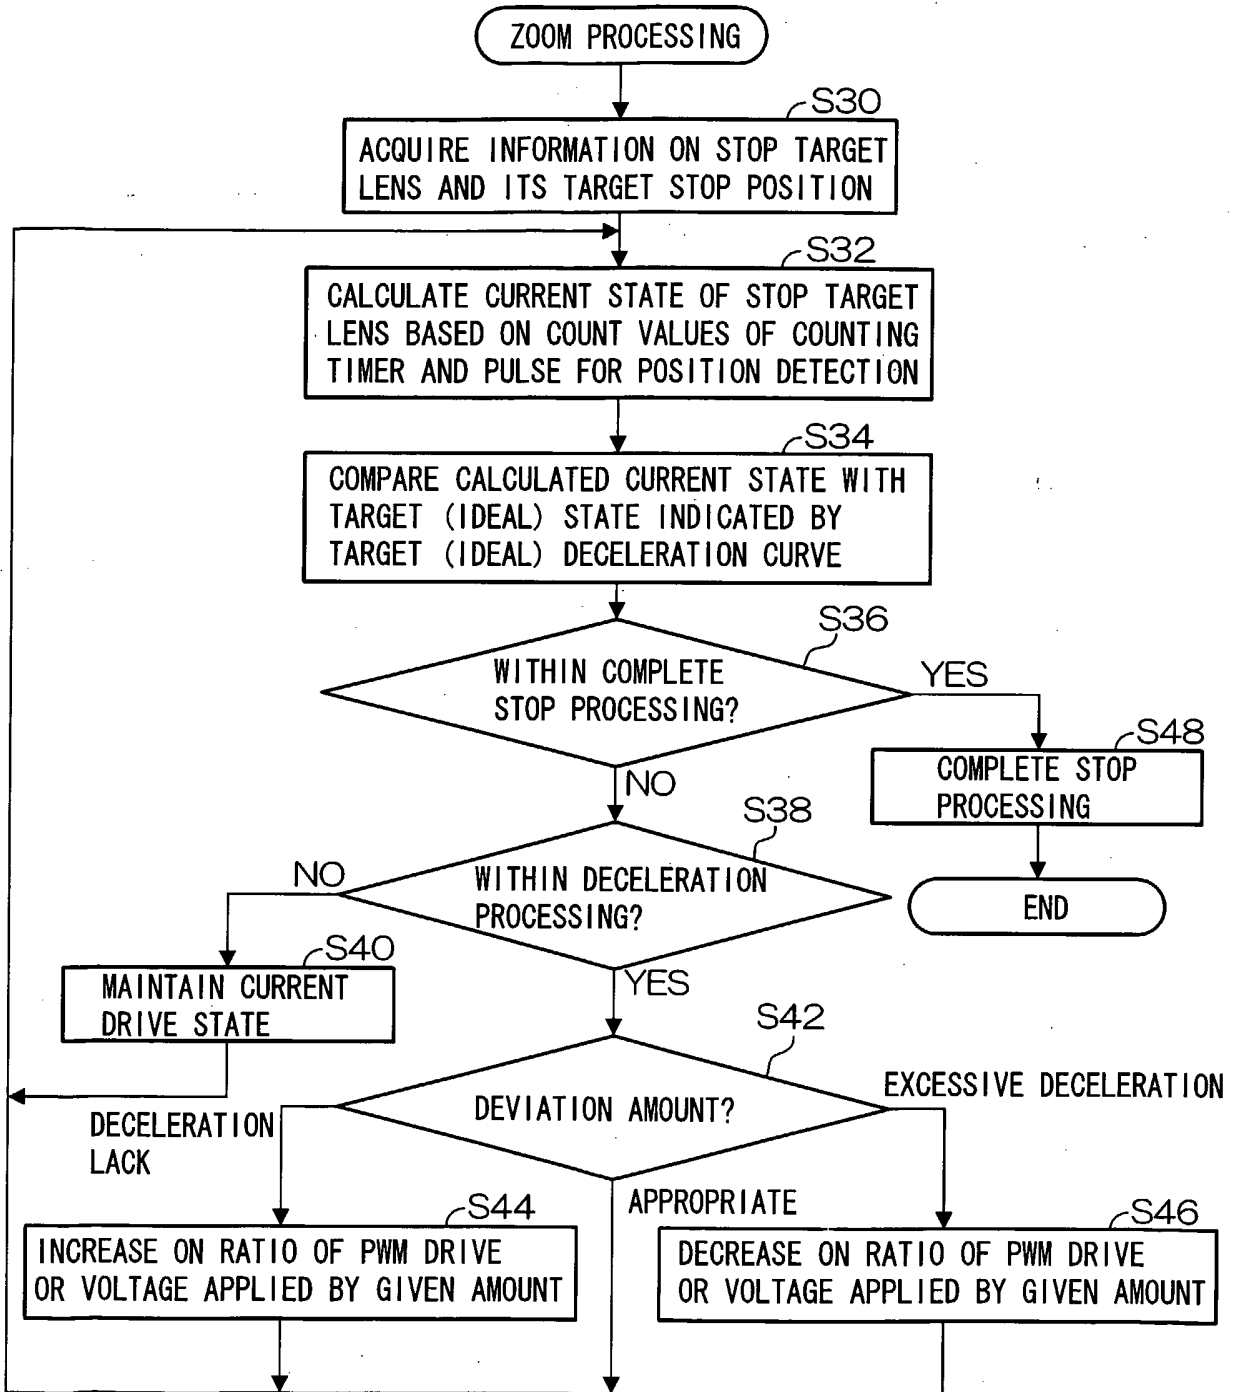 ZOOM PROCESSING
S30
ACQUIRE INFORMATION ON STOP TARGET
LENS AND ITS TARGET STOP POSITION
S32
CALCULATE CURRENT STATE OF STOP TARGET
LENS BASED ON COUNT VALUES OF COUNTING
TIMER AND PULSE FOR POSITION DETECTION
S34
COMPARE CALCULATED CURRENT STATE WITH
TARGET (IDEAL) STATE INDICATED BY
TARGET (IDEAL) DECELERATION CURVE
S36
WITHIN COMPLETE
STOP PROCESSING?
YES
S48
COMPLETE STOP
PROCESSING
END
NO
S38
WITHIN DECELERATION
PROCESSING?
NO
S40
MAINTAIN CURRENT
DRIVE STATE
YES
S42
DEVIATION AMOUNT?
EXCESSIVE DECELERATION
DECELERATION
LACK
APPROPRIATE
S44
INCREASE ON RATIO OF PWM DRIVE
OR VOLTAGE APPLIED BY GIVEN AMOUNT
S46
DECREASE ON RATIO OF PWM DRIVE
OR VOLTAGE APPLIED BY GIVEN AMOUNT